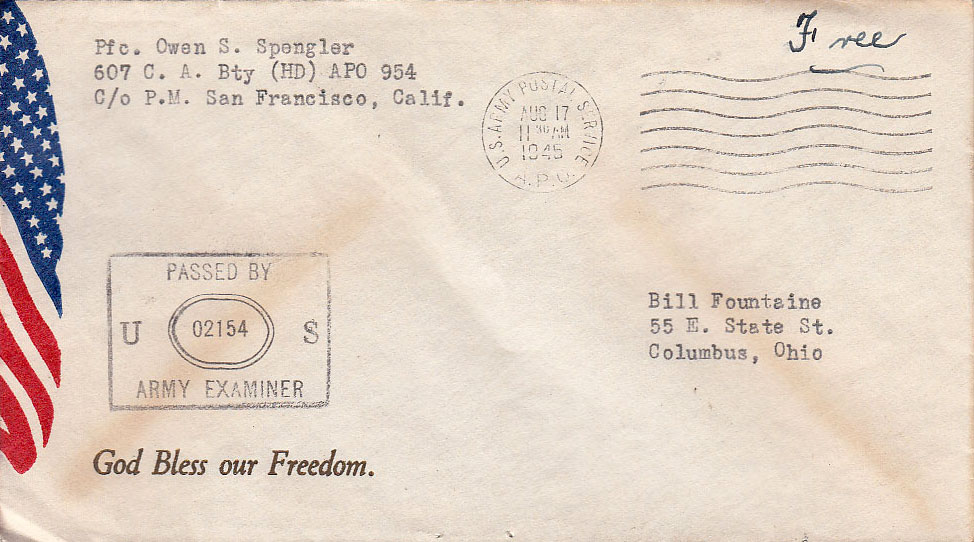 Pfc. Owen S. Spengler
607 C. A. Bty (HD) APO 954
C/o P.M. San Francisco, Calif.
Free
U.S. ARMY POSTAL SERVICE
AUG 17
11 30 AM
1945
A.P.O.
PASSED BY
U 02154 S
ARMY EXAMINER
Bill Fountaine
55 E. State St.
Columbus, Ohio
God Bless our Freedom.